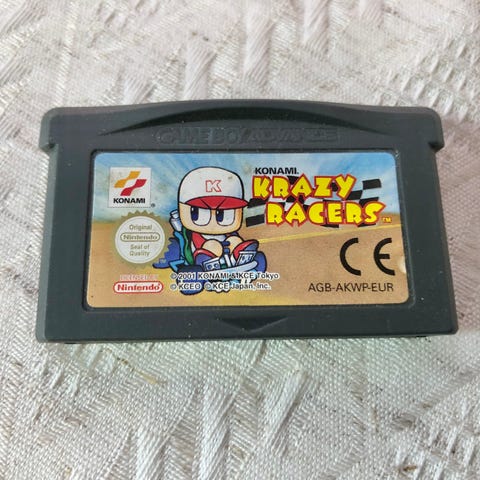 GAME BOY ADVANCE
KONAMI
KONAMI
KRAZY
RACERS™
K
Original
Nintendo
Seal of
Quality
LICENSED BY
Nintendo
© 2001 KONAMI & KCE Tokyo
© KCEO © KCE Japan, Inc.
CE
AGB-AKWP-EUR